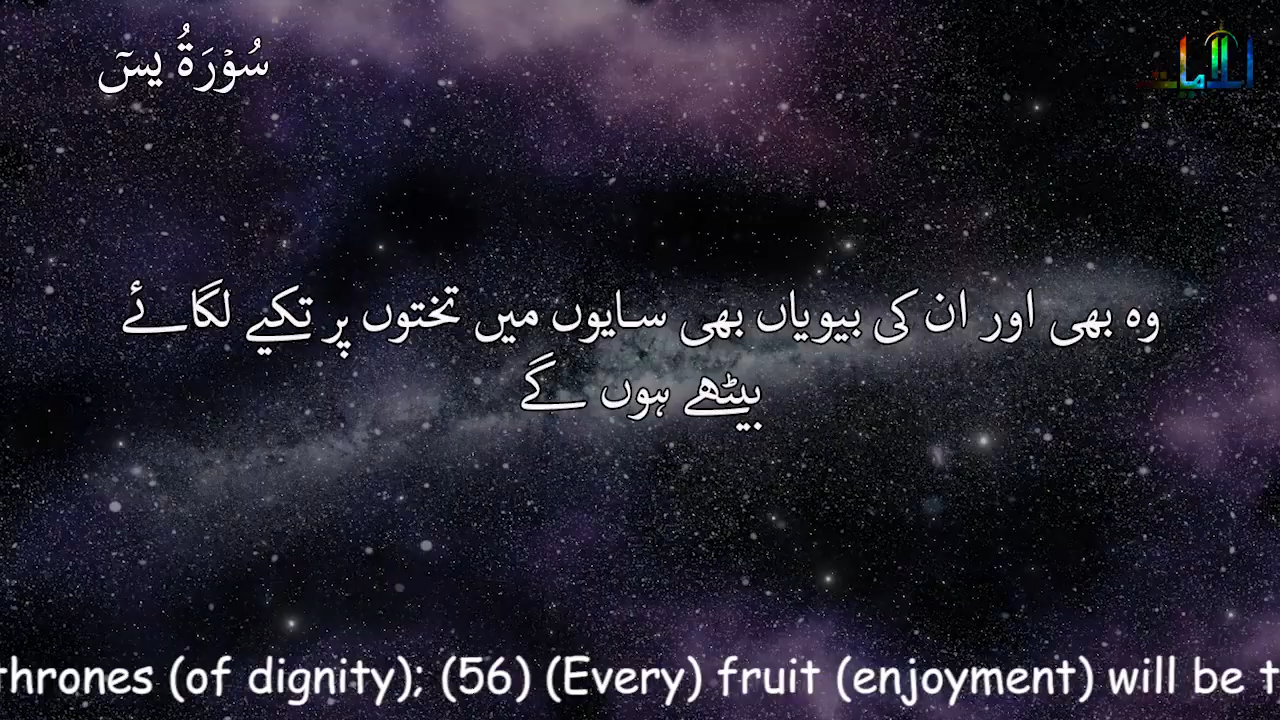 سُوْرَةُ يسٓ
وہ بھی اور ان کی بیویاں بھی سایوں میں تختوں پر تکیے لگائے
بیٹھے ہوں گے
thrones (of dignity); (56) (Every) fruit (enjoyment) will be t